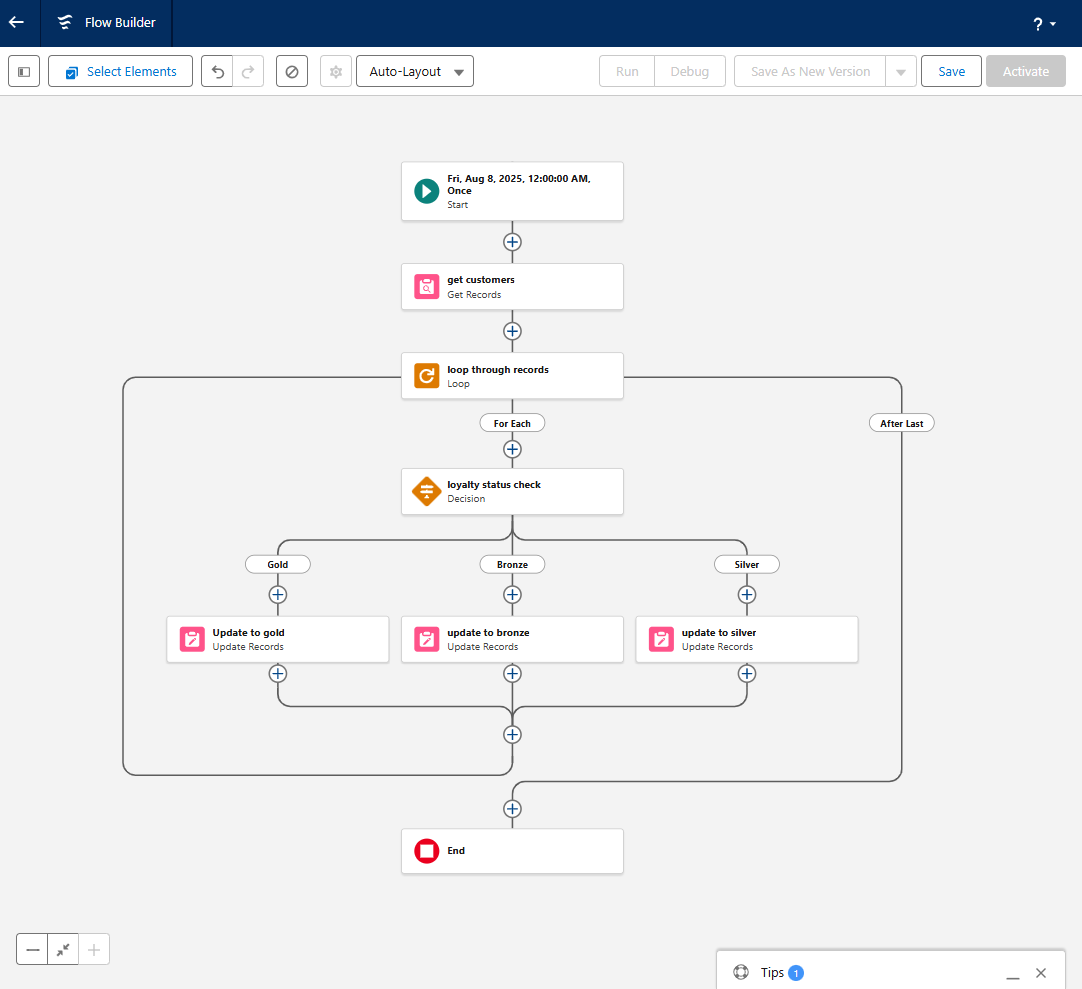 Flow Builder
?
Select Elements
Auto-Layout
Run
Debug
Save As New Version
Save
Activate
Fri, Aug 8, 2025, 12:00:00 AM,
Once
Start
get customers
Get Records
loop through records
Loop
For Each
After Last
loyalty status check
Decision
Gold
Bronze
Silver
Update to gold
Update Records
update to bronze
Update Records
update to silver
Update Records
End
Tips 1